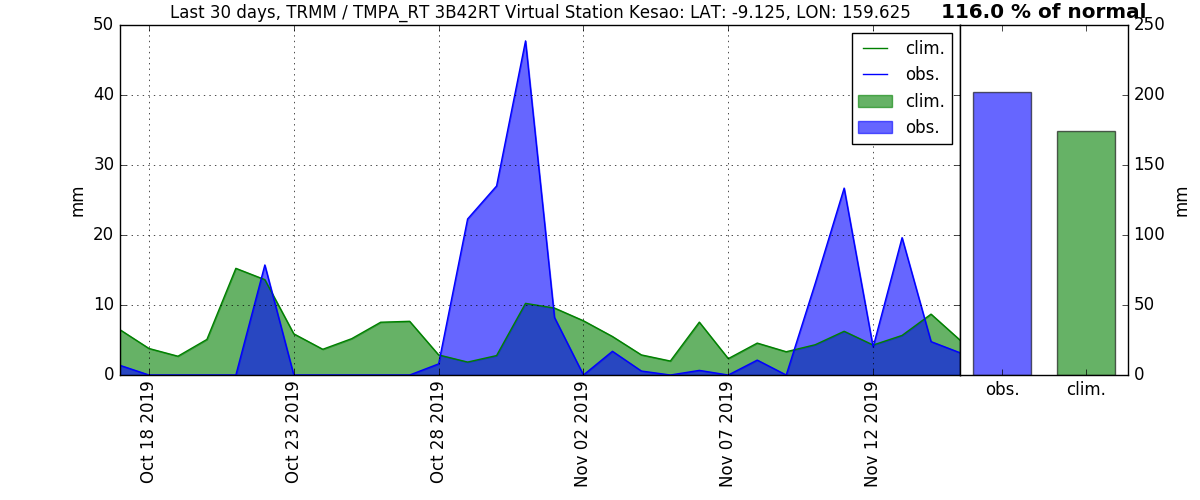 Last 30 days, TRMM / TMPA_RT 3B42RT Virtual Station Kesao: LAT: -9.125, LON: 159.625
116.0 % of normal
50
40
30
20
10
0
mm
clim.
obs.
clim.
obs.
250
200
150
100
50
0
mm
Oct 18 2019
Oct 23 2019
Oct 28 2019
Nov 02 2019
Nov 07 2019
Nov 12 2019
obs.
clim.